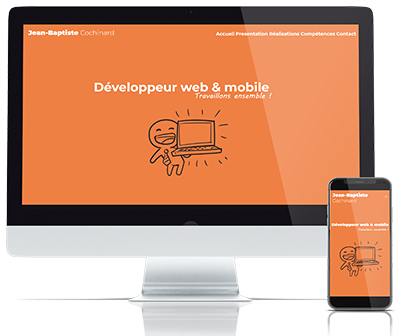 Jean-Baptiste Cochinard
Accueil Presentation Réalisations Compétences Contact
Développeur web & mobile
Travaillons ensemble !
Jean-Baptiste
Cochinard
Développeur web & mobile
Travaillons ensemble !